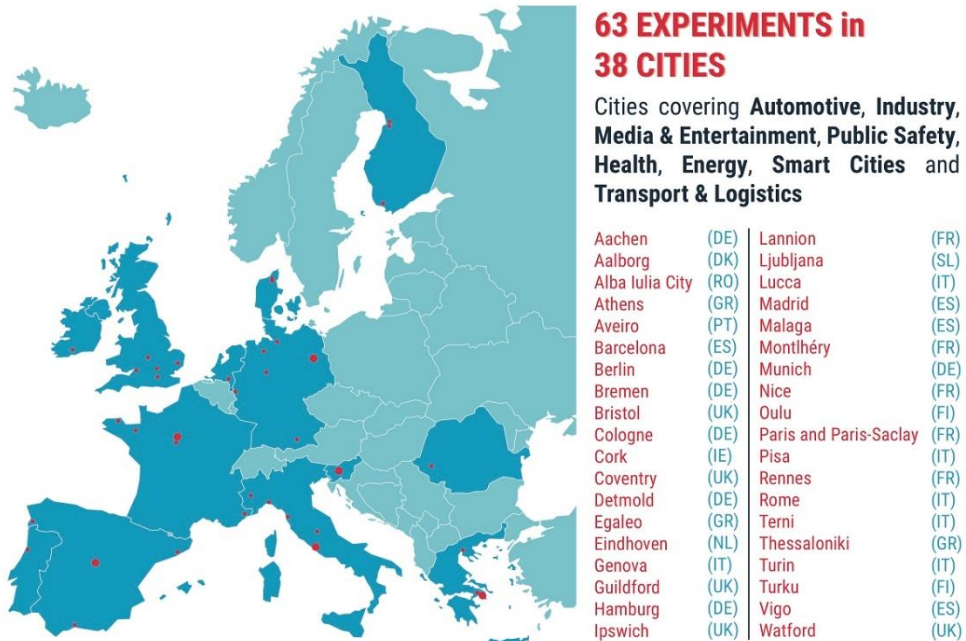 63 EXPERIMENTS in
38 CITIES
Cities covering Automotive, Industry,
Media & Entertainment, Public Safety,
Health, Energy, Smart Cities and
Transport & Logistics
Aachen (DE)
Aalborg (DK)
Alba Iulia City (RO)
Athens (GR)
Aveiro (PT)
Barcelona (ES)
Berlin (DE)
Bremen (DE)
Bristol (UK)
Cologne (DE)
Cork (IE)
Coventry (UK)
Detmold (DE)
Egaleo (GR)
Eindhoven (NL)
Genova (IT)
Guildford (UK)
Hamburg (DE)
Ipswich (UK)
Lannion (FR)
Ljubljana (SL)
Lucca (IT)
Madrid (ES)
Malaga (ES)
Montlhéry (FR)
Munich (DE)
Nice (FR)
Oulu (FI)
Paris and Paris-Saclay (FR)
Pisa (IT)
Rennes (FR)
Rome (IT)
Terni (IT)
Thessaloniki (GR)
Turin (IT)
Turku (FI)
Vigo (ES)
Watford (UK)